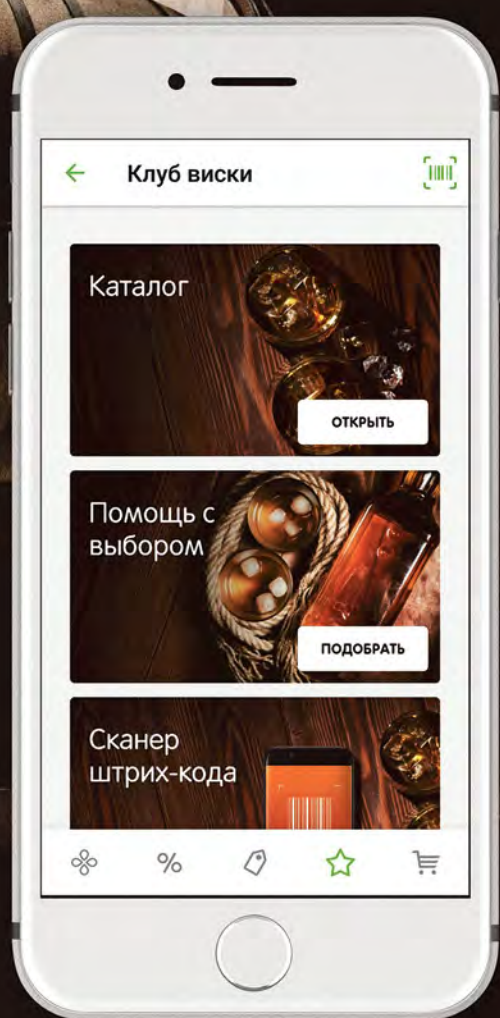 Клуб виски
Каталог
ОТКРЫТЬ
Помощь с
выбором
ПОДОБРАТЬ
Сканер
штрих-кода
%